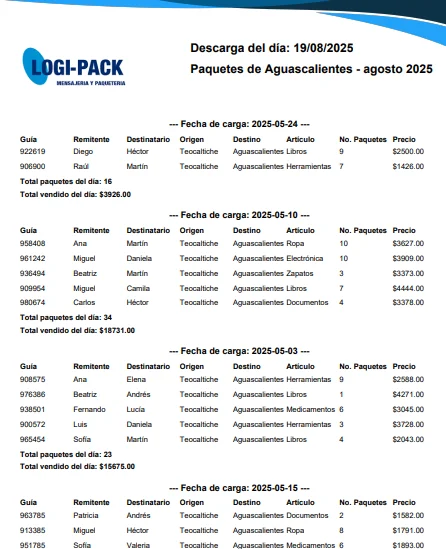 LOGI-PACK
MENSAJERIA Y PAQUETERIA
Descarga del día: 19/08/2025
Paquetes de Aguascalientes - agosto 2025
--- Fecha de carga: 2025-05-24 ---
Guía Remitente Destinatario Origen Destino Artículo No. Paquetes Precio
922619 Diego Héctor Teocaltiche Aguascalientes Libros 9 $2500.00
906900 Raúl Martín Teocaltiche Aguascalientes Herramientas 7 $1426.00
Total paquetes del día: 16
Total vendido del día: $3926.00
--- Fecha de carga: 2025-05-10 ---
Guía Remitente Destinatario Origen Destino Artículo No. Paquetes Precio
958408 Ana Martín Teocaltiche Aguascalientes Ropa 10 $3627.00
961242 Miguel Daniela Teocaltiche Aguascalientes Electrónica 10 $3909.00
936494 Beatriz Martín Teocaltiche Aguascalientes Zapatos 3 $3373.00
909954 Miguel Camila Teocaltiche Aguascalientes Libros 7 $4444.00
980674 Carlos Héctor Teocaltiche Aguascalientes Documentos 4 $3378.00
Total paquetes del día: 34
Total vendido del día: $18731.00
--- Fecha de carga: 2025-05-03 ---
Guía Remitente Destinatario Origen Destino Artículo No. Paquetes Precio
908575 Ana Elena Teocaltiche Aguascalientes Herramientas 9 $2588.00
976386 Beatriz Andrés Teocaltiche Aguascalientes Libros 1 $4271.00
938501 Fernando Lucía Teocaltiche Aguascalientes Medicamentos 6 $3045.00
900572 Luis Daniela Teocaltiche Aguascalientes Herramientas 3 $3728.00
965454 Sofía Martín Teocaltiche Aguascalientes Libros 4 $2043.00
Total paquetes del día: 23
Total vendido del día: $15675.00
--- Fecha de carga: 2025-05-15 ---
Guía Remitente Destinatario Origen Destino Artículo No. Paquetes Precio
963785 Patricia Andrés Teocaltiche Aguascalientes Documentos 2 $1582.00
913385 Miguel Héctor Teocaltiche Aguascalientes Ropa 8 $1791.00
951785 Sofía Valeria Teocaltiche Aguascalientes Medicamentos 6 $1893.00